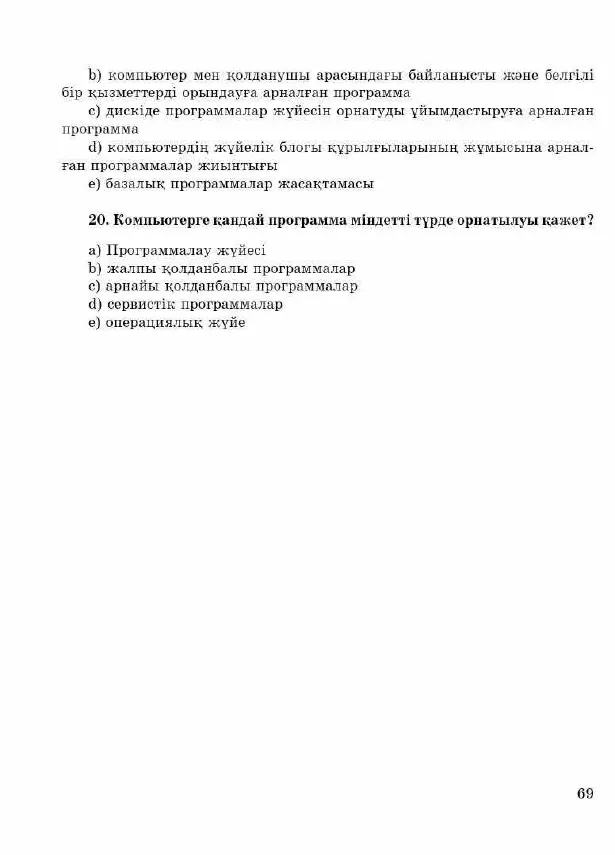 b) компьютер мен қолданушы арасындағы байланысты және белгілі
бір қызметтерді орындауға арналған программа
c) дискіде программалар жүйесін орнатуды ұйымдастыруға арналған
программа
d) компьютердің жүйелік блогы құрылғыларының жұмысына арнал-
ған программалар жиынтығы
e) базалық программалар жасақтамасы
20. Компьютерге қандай программа міндетті түрде орнатылуы қажет?
a) Программалау жүйесі
b) жалпы қолданбалы программалар
c) арнайы қолданбалы программалар
d) сервистік программалар
e) операциялық жүйе
69